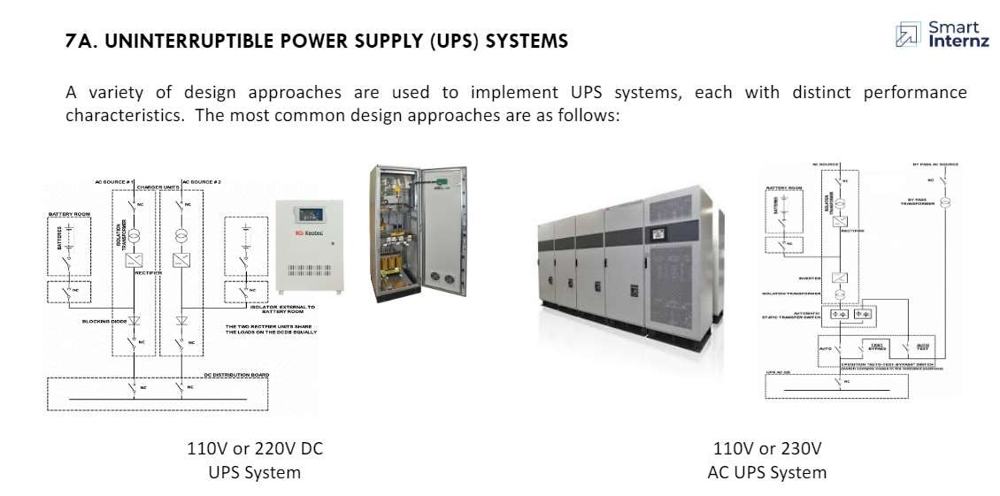 7A. UNINTERRUPTIBLE POWER SUPPLY (UPS) SYSTEMS
Smart
Internz
A variety of design approaches are used to implement UPS systems, each with distinct performance
characteristics. The most common design approaches are as follows:
AC SOURCE # 1
AC SOURCE # 2
CHARGER UNITS
NC
NC
BATTERY ROOM
BATTERIES
ISOLATION
TRANSFORMER
RECTIFIER
NC
NC
ISOLATOR EXTERNAL TO
BATTERY ROOM
BLOCKING DIODE
THE TWO RECTIFIER UNITS SHARE
THE LOADS ON THE DCDB EQUALLY
NC
NC
DC DISTRIBUTION BOARD
NC
NC
Keotec
AC SOURCE
BY PASS AC SOURCE
NC
NC
BATTERY ROOM
BATTERIES
ISOLATION
TRANSFORMER
BY PASS
TRANSFORMER
RECTIFIER
NC
INVERTER
ISOLATION TRANSFORMER
AUTOMATIC
STATIC TRANSFER SWITCH
AUTO
TEST
BYPASS
AUTO
TEST
3 POSITION "AUTO-TEST-BYPASS" SWITCH
UPS AC DB
NC
110V or 220V DC
UPS System
110V or 230V
AC UPS System